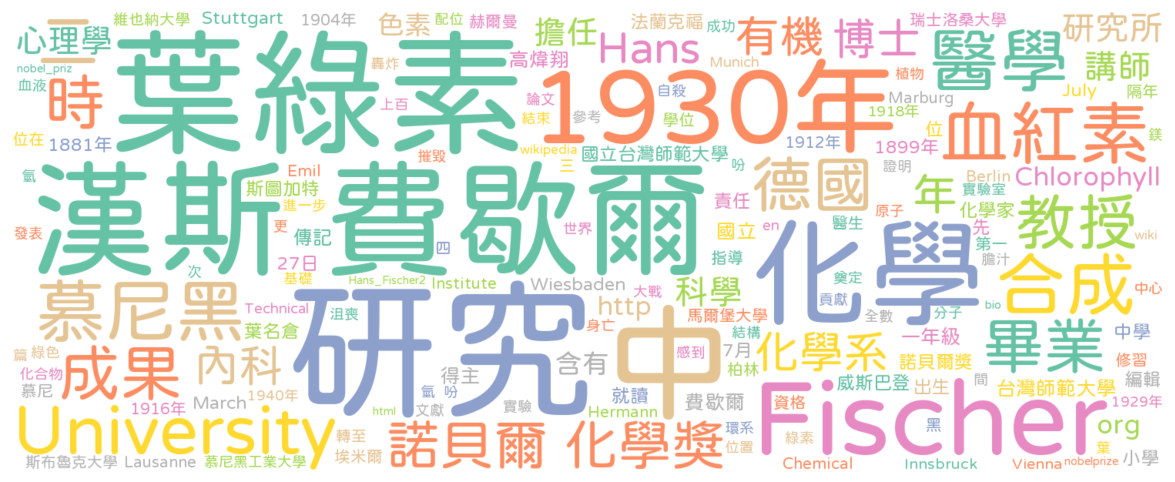 維也納大學 Stuttgart 1904年 色素 配位 赫爾曼 擔任 法蘭克福 成功 瑞士洛桑大學 研究所
心理學 葉綠素 轟炸 高煒翔 Hans 有機 博士 醫學 講師
nobel_priz 血液 時 上百 論文 1930年 自殺 Munich 植物 Marburg July 隔年
位在 1881年 結束 參考 學位 1912年 1918年 位 1899年 血紅素 鎂
氫 漢斯 費歇爾 Emil 摧毀 wikipedia 三 國立台灣師範大學 吩 德國 證明 Berlin 實驗室 Chlorophyll
斯圖加特 進一步 責任 年 化學家
發表 更 傳記 世界 國立 en 醫生 原子 先 教授 wiki
27日 四 指導 化學 第一 膽汁
次 基礎 Hans_Fischer2 Institute Wiesbaden 大戰 科學 奠定 合成 中心
慕尼黑 Technical 沮喪 研究 中 http 馬爾堡大學 貢獻 分子 bio
葉名倉 身亡 結構 全數 一年級 畢業 中學
篇 綠色 成果 內科 含有 感到 7月 化學系 諾貝爾獎 修習
化合物 得主 柏林 威斯巴登 出生 間 編輯
慕尼 1940年 氧 吩 就讀 台灣師範大學
1916年 March html 文獻 實驗 Hermann 費歇爾 Fischer 資格 1929年
University 轉至 諾貝爾 化學獎 環系 綠素 黑 葉 org
埃米爾 位置
斯布魯克大學 Lausanne 慕尼黑工業大學 Chemical Innsbruck Vienna nobelprize 小學